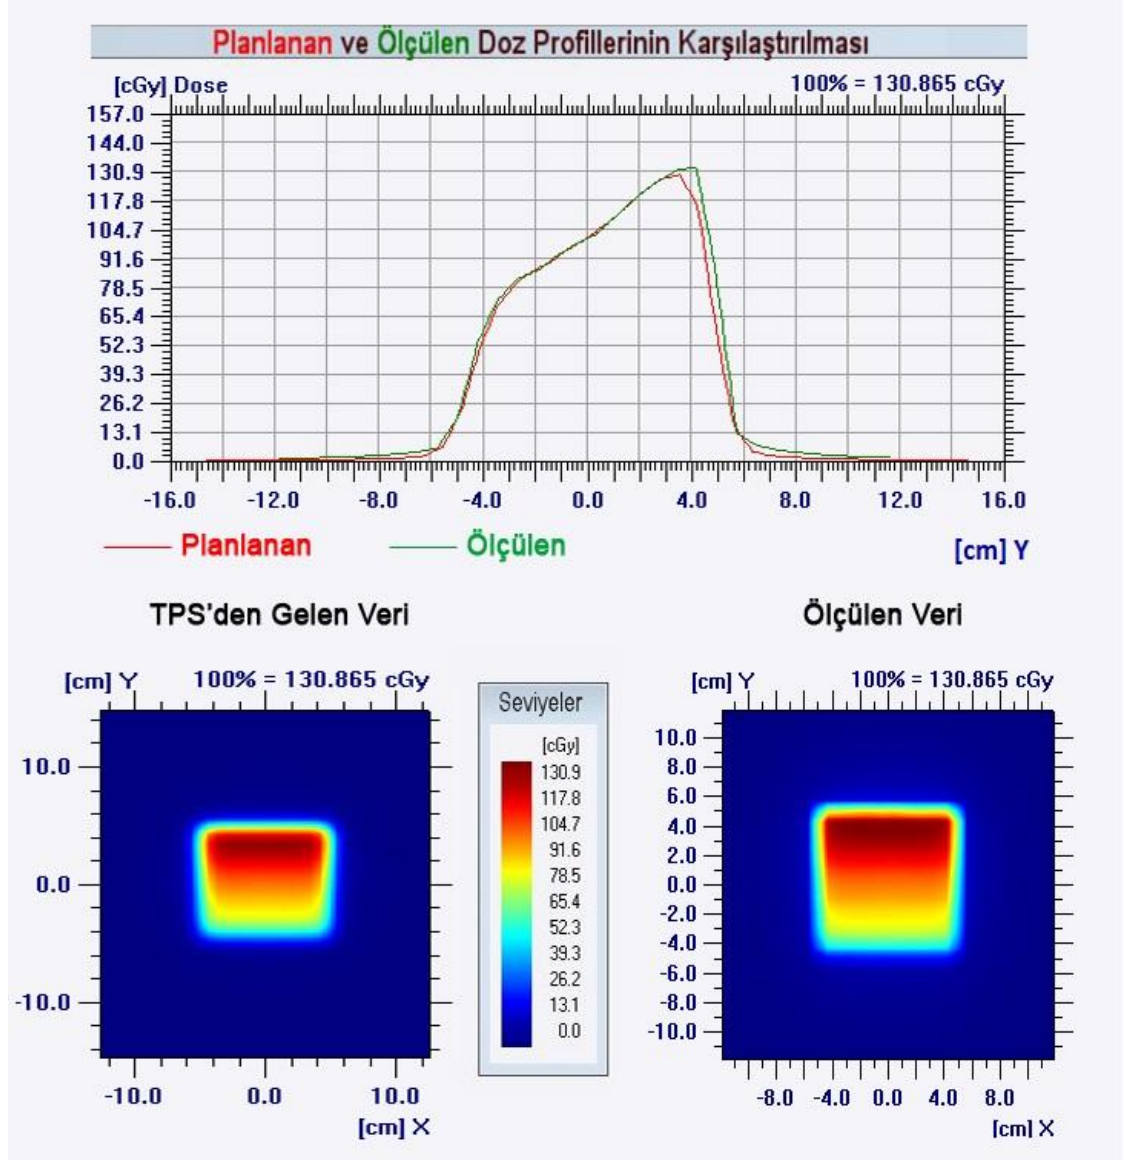 Planlanan ve Ölçülen Doz Profillerinin Karşılaştırılması
[cGy] Dose
100% = 130.865 cGy
157.0
144.0
130.9
117.8
104.7
91.6
78.5
65.4
52.3
39.3
26.2
13.1
0.0
-16.0 -12.0 -8.0 -4.0 0.0 4.0 8.0 12.0 16.0
Planlanan Ölçülen [cm] Y
TPS'den Gelen Veri
[cm] Y 100% = 130.865 cGy
10.0
0.0
-10.0
-10.0 0.0 10.0
[cm] X
Seviyeler
[cGy]
130.9
117.8
104.7
91.6
78.5
65.4
52.3
39.3
26.2
13.1
0.0
Ölçülen Veri
[cm] Y 100% = 130.865 cGy
10.0
8.0
6.0
4.0
2.0
0.0
-2.0
-4.0
-6.0
-8.0
-10.0
-8.0 -4.0 0.0 4.0 8.0
[cm] X